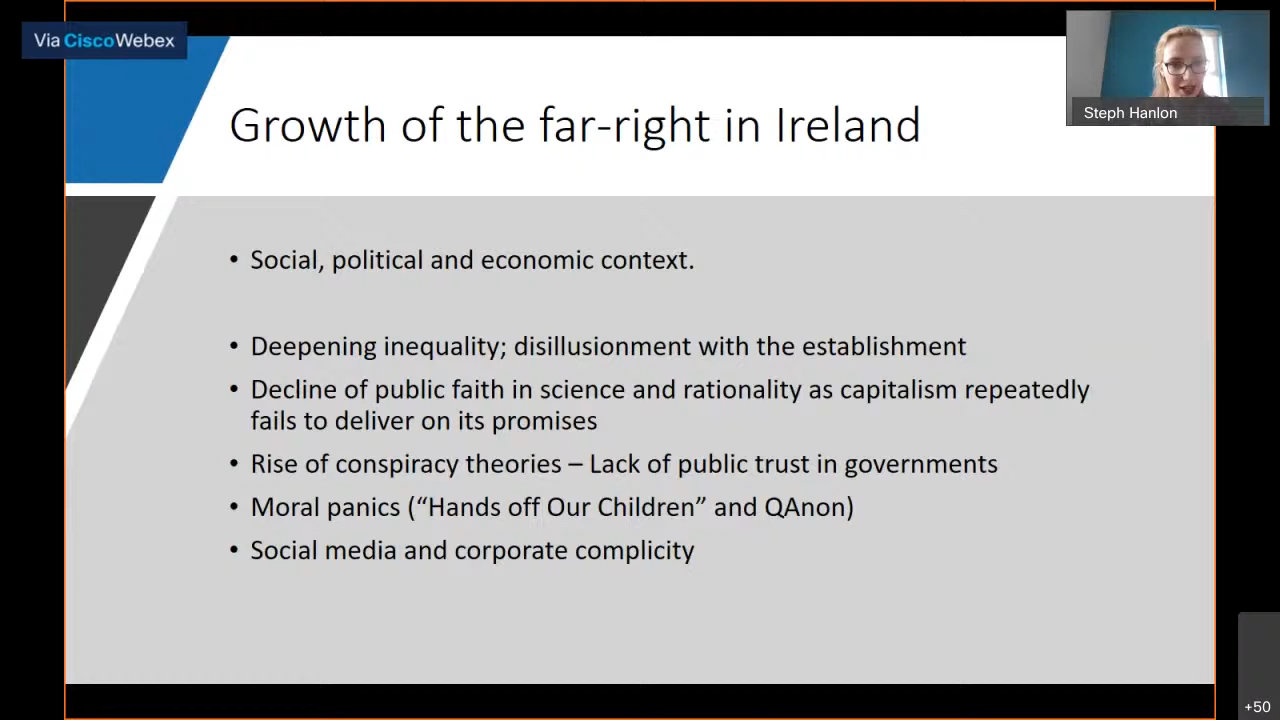 Via Cisco Webex
Steph Hanlon
Growth of the far-right in Ireland
• Social, political and economic context.
• Deepening inequality; disillusionment with the establishment
• Decline of public faith in science and rationality as capitalism repeatedly
fails to deliver on its promises
• Rise of conspiracy theories – Lack of public trust in governments
• Moral panics (“Hands off Our Children” and QAnon)
• Social media and corporate complicity
+50